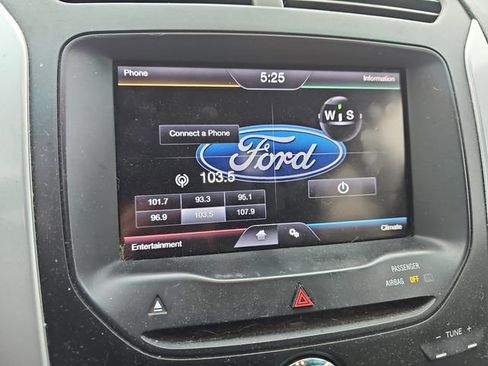 Phone 5:25 Information
W S
Connect a Phone
Ford
103.5
101.7 93.3 95.1
96.9 103.5 107.9
Entertainment Climate
PASSENGER
AIRBAG OFF
- TUNE +